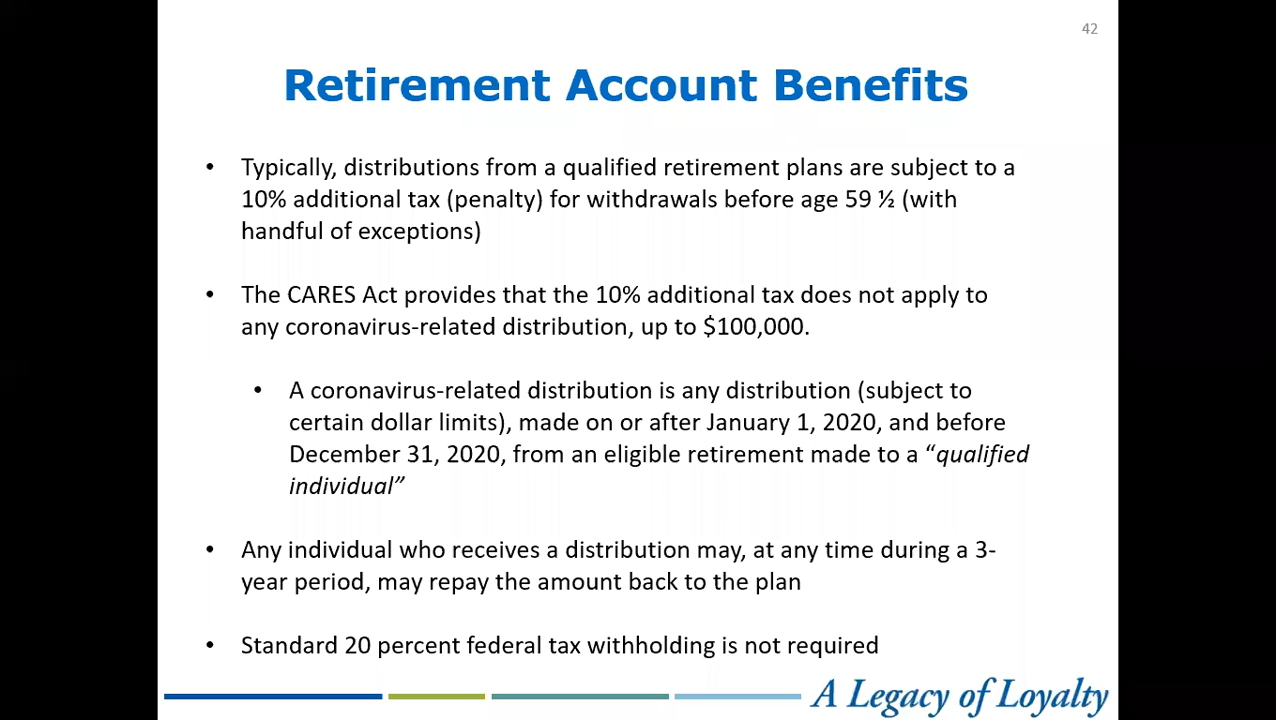 42
Retirement Account Benefits
• Typically, distributions from a qualified retirement plans are subject to a
10% additional tax (penalty) for withdrawals before age 59 ½ (with
handful of exceptions)
• The CARES Act provides that the 10% additional tax does not apply to
any coronavirus-related distribution, up to $100,000.
• A coronavirus-related distribution is any distribution (subject to
certain dollar limits), made on or after January 1, 2020, and before
December 31, 2020, from an eligible retirement made to a “qualified
individual”
• Any individual who receives a distribution may, at any time during a 3-
year period, may repay the amount back to the plan
• Standard 20 percent federal tax withholding is not required
A Legacy of Loyalty